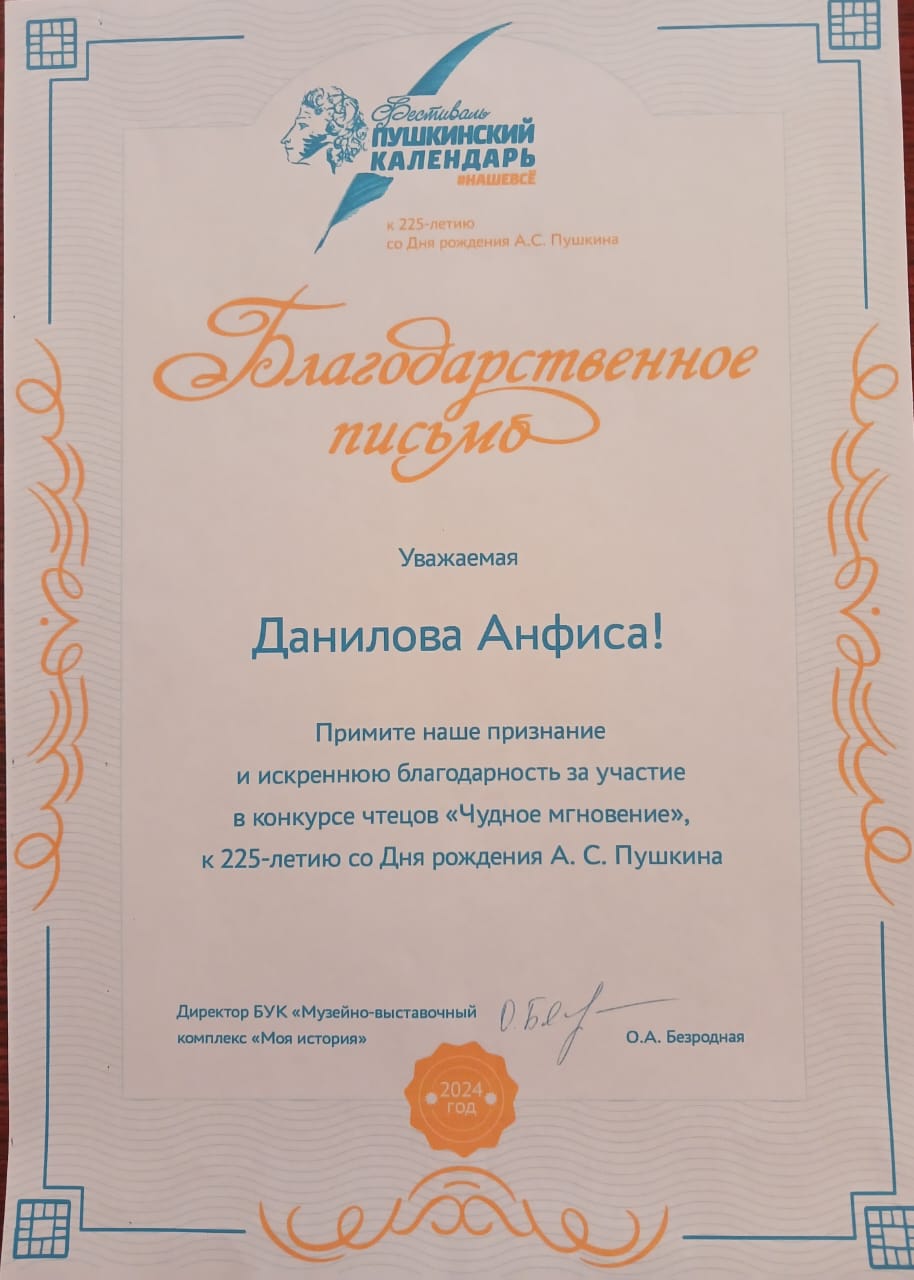 Фестиваль
ПУШКИНСКИЙ
КАЛЕНДАРЬ
#НАШЕВСЁ
к 225-летию
со Дня рождения А.С. Пушкина
Благодарственное
письмо
Уважаемая
Данилова Анфиса!
Примите наше признание
и искреннюю благодарность за участие
в конкурсе чтецов «Чудное мгновение»,
к 225-летию со Дня рождения А. С. Пушкина
Директор БУК «Музейно-выставочный
комплекс «Моя история»
О.А. Безродная
2024
ГОД